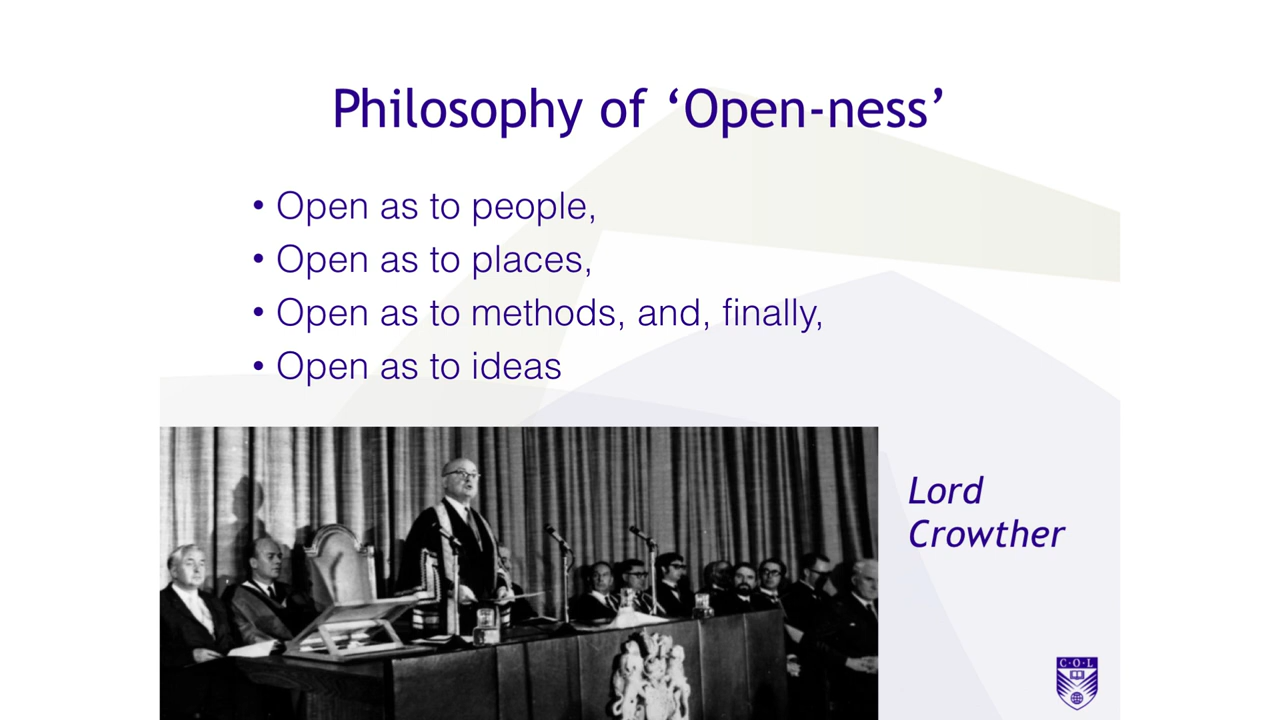 Philosophy of ‘Open-ness’
• Open as to people,
• Open as to places,
• Open as to methods, and, finally,
• Open as to ideas
Lord
Crowther
C·O·L